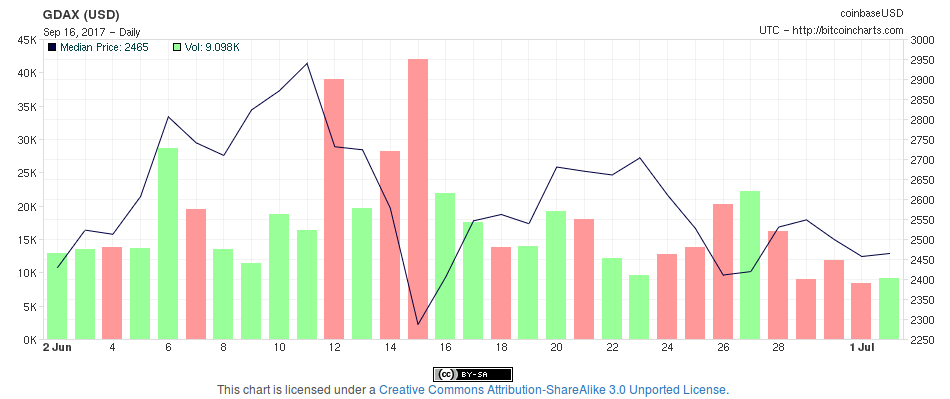 GDAX (USD)
coinbaseUSD
Sep 16, 2017 - Daily
UTC - http://bitcoincharts.com
Median Price: 2465 Vol: 9.098K
45K
40K
35K
30K
25K
20K
15K
10K
5K
0K
3000
2950
2900
2850
2800
2750
2700
2650
2600
2550
2500
2450
2400
2350
2300
2250
2 Jun 4 6 8 10 12 14 16 18 20 22 24 26 28 1 Jul
cc BY-SA
This chart is licensed under a Creative Commons Attribution-ShareAlike 3.0 Unported License.